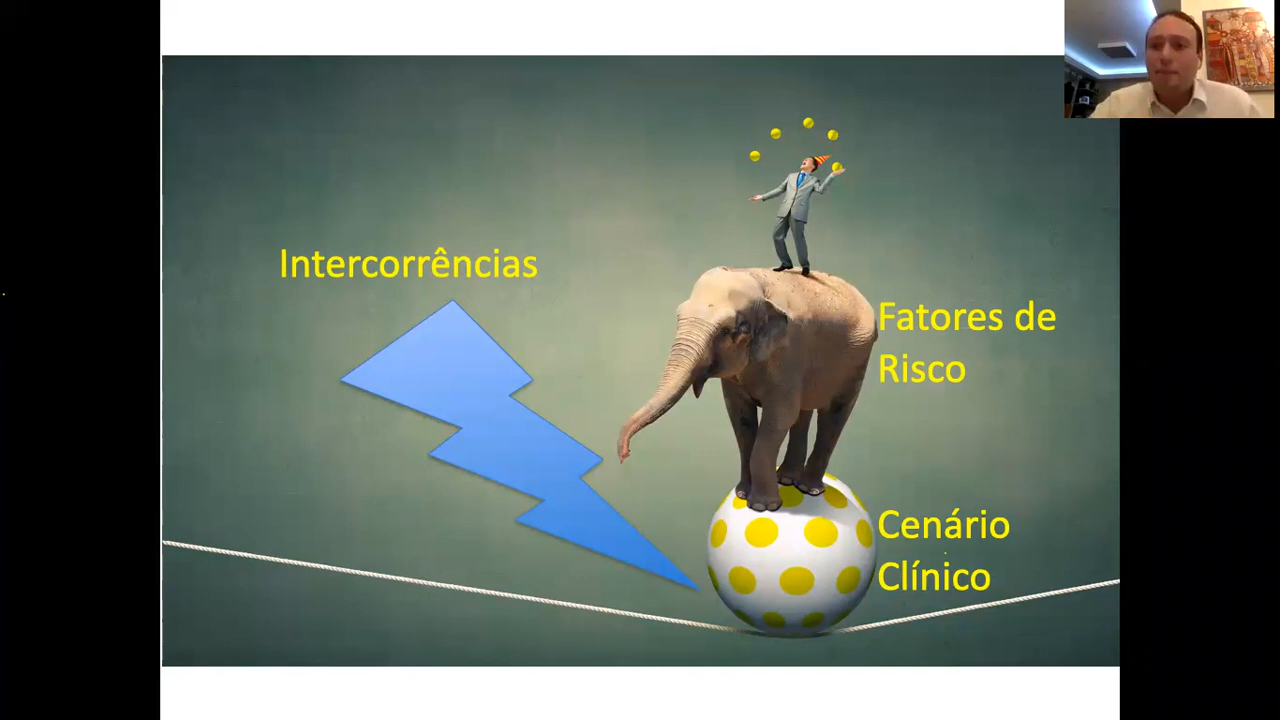 Intercorrências
Fatores de
Risco
Cenário
Clínico